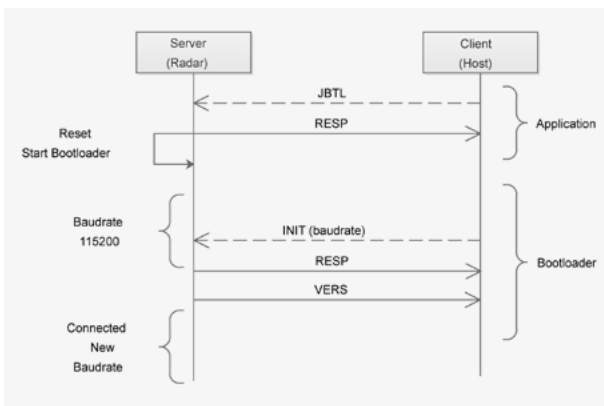 Server
(Radar)
Client
(Host)
JBTL
RESP
Application
Reset
Start Bootloader
Baudrate
115200
INIT (baudrate)
RESP
Bootloader
VERS
Connected
New
Baudrate